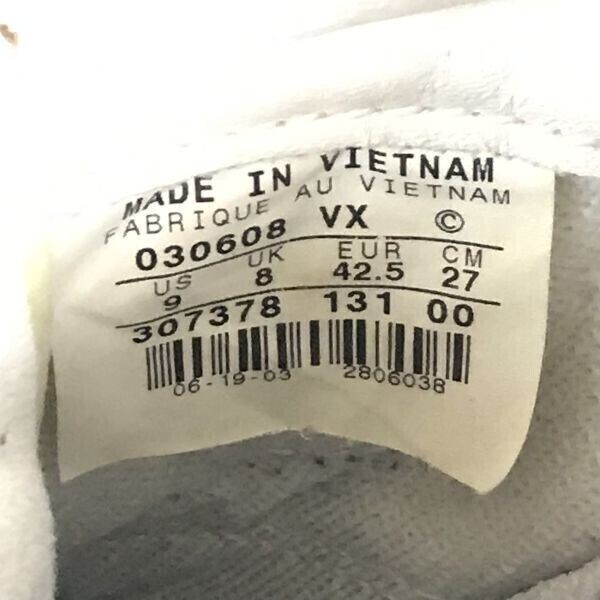 MADE IN VIETNAM
FABRIQUE AU VIETNAM
030608 VX ©
US UK EUR CM
9 8 42.5 27
307378 131 00
06-19-03 2806038